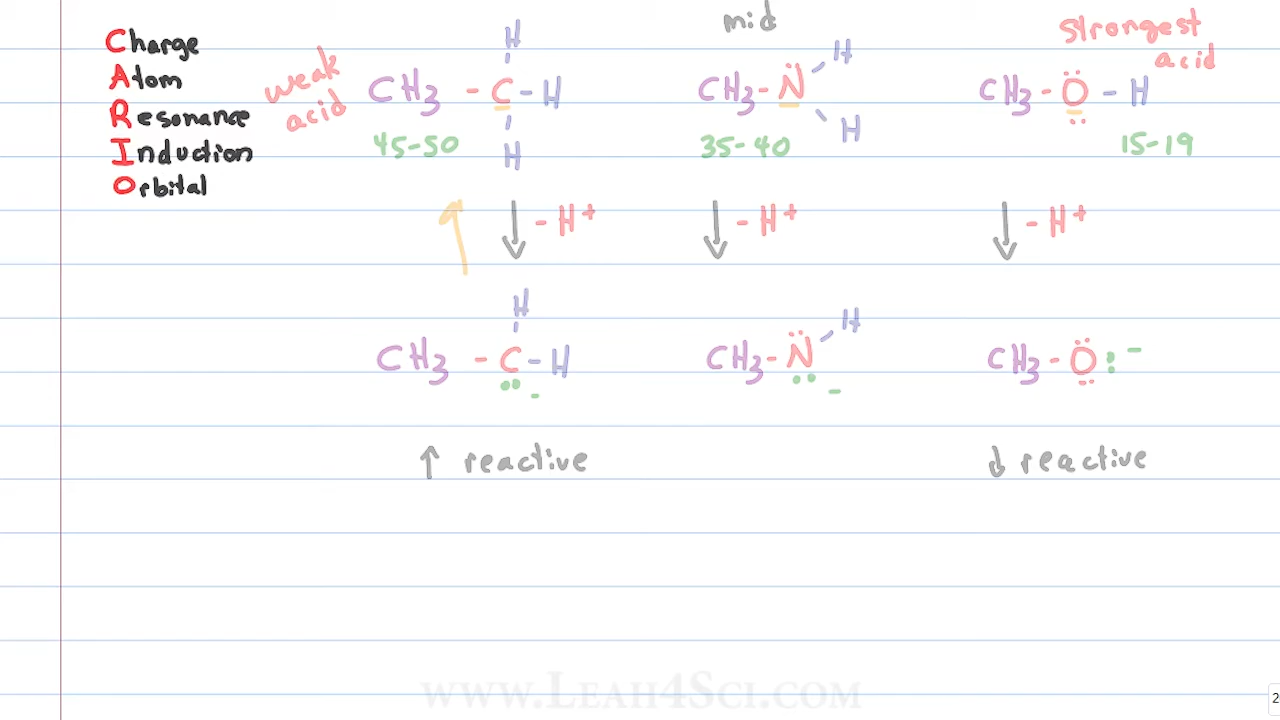 Charge
Atom
Resonance
Induction
Orbital
weak acid
mid
strongest acid
H
CH3 - C - H
H
45-50
CH3 - N̈
H
H
35-40
CH3 - Ö - H
15-19
- H+
- H+
- H+
H
CH3 - C - H
-
CH3 - N̈
H
-
CH3 - Ö: -
↑ reactive
↓ reactive
www.Leah4Sci.com
2